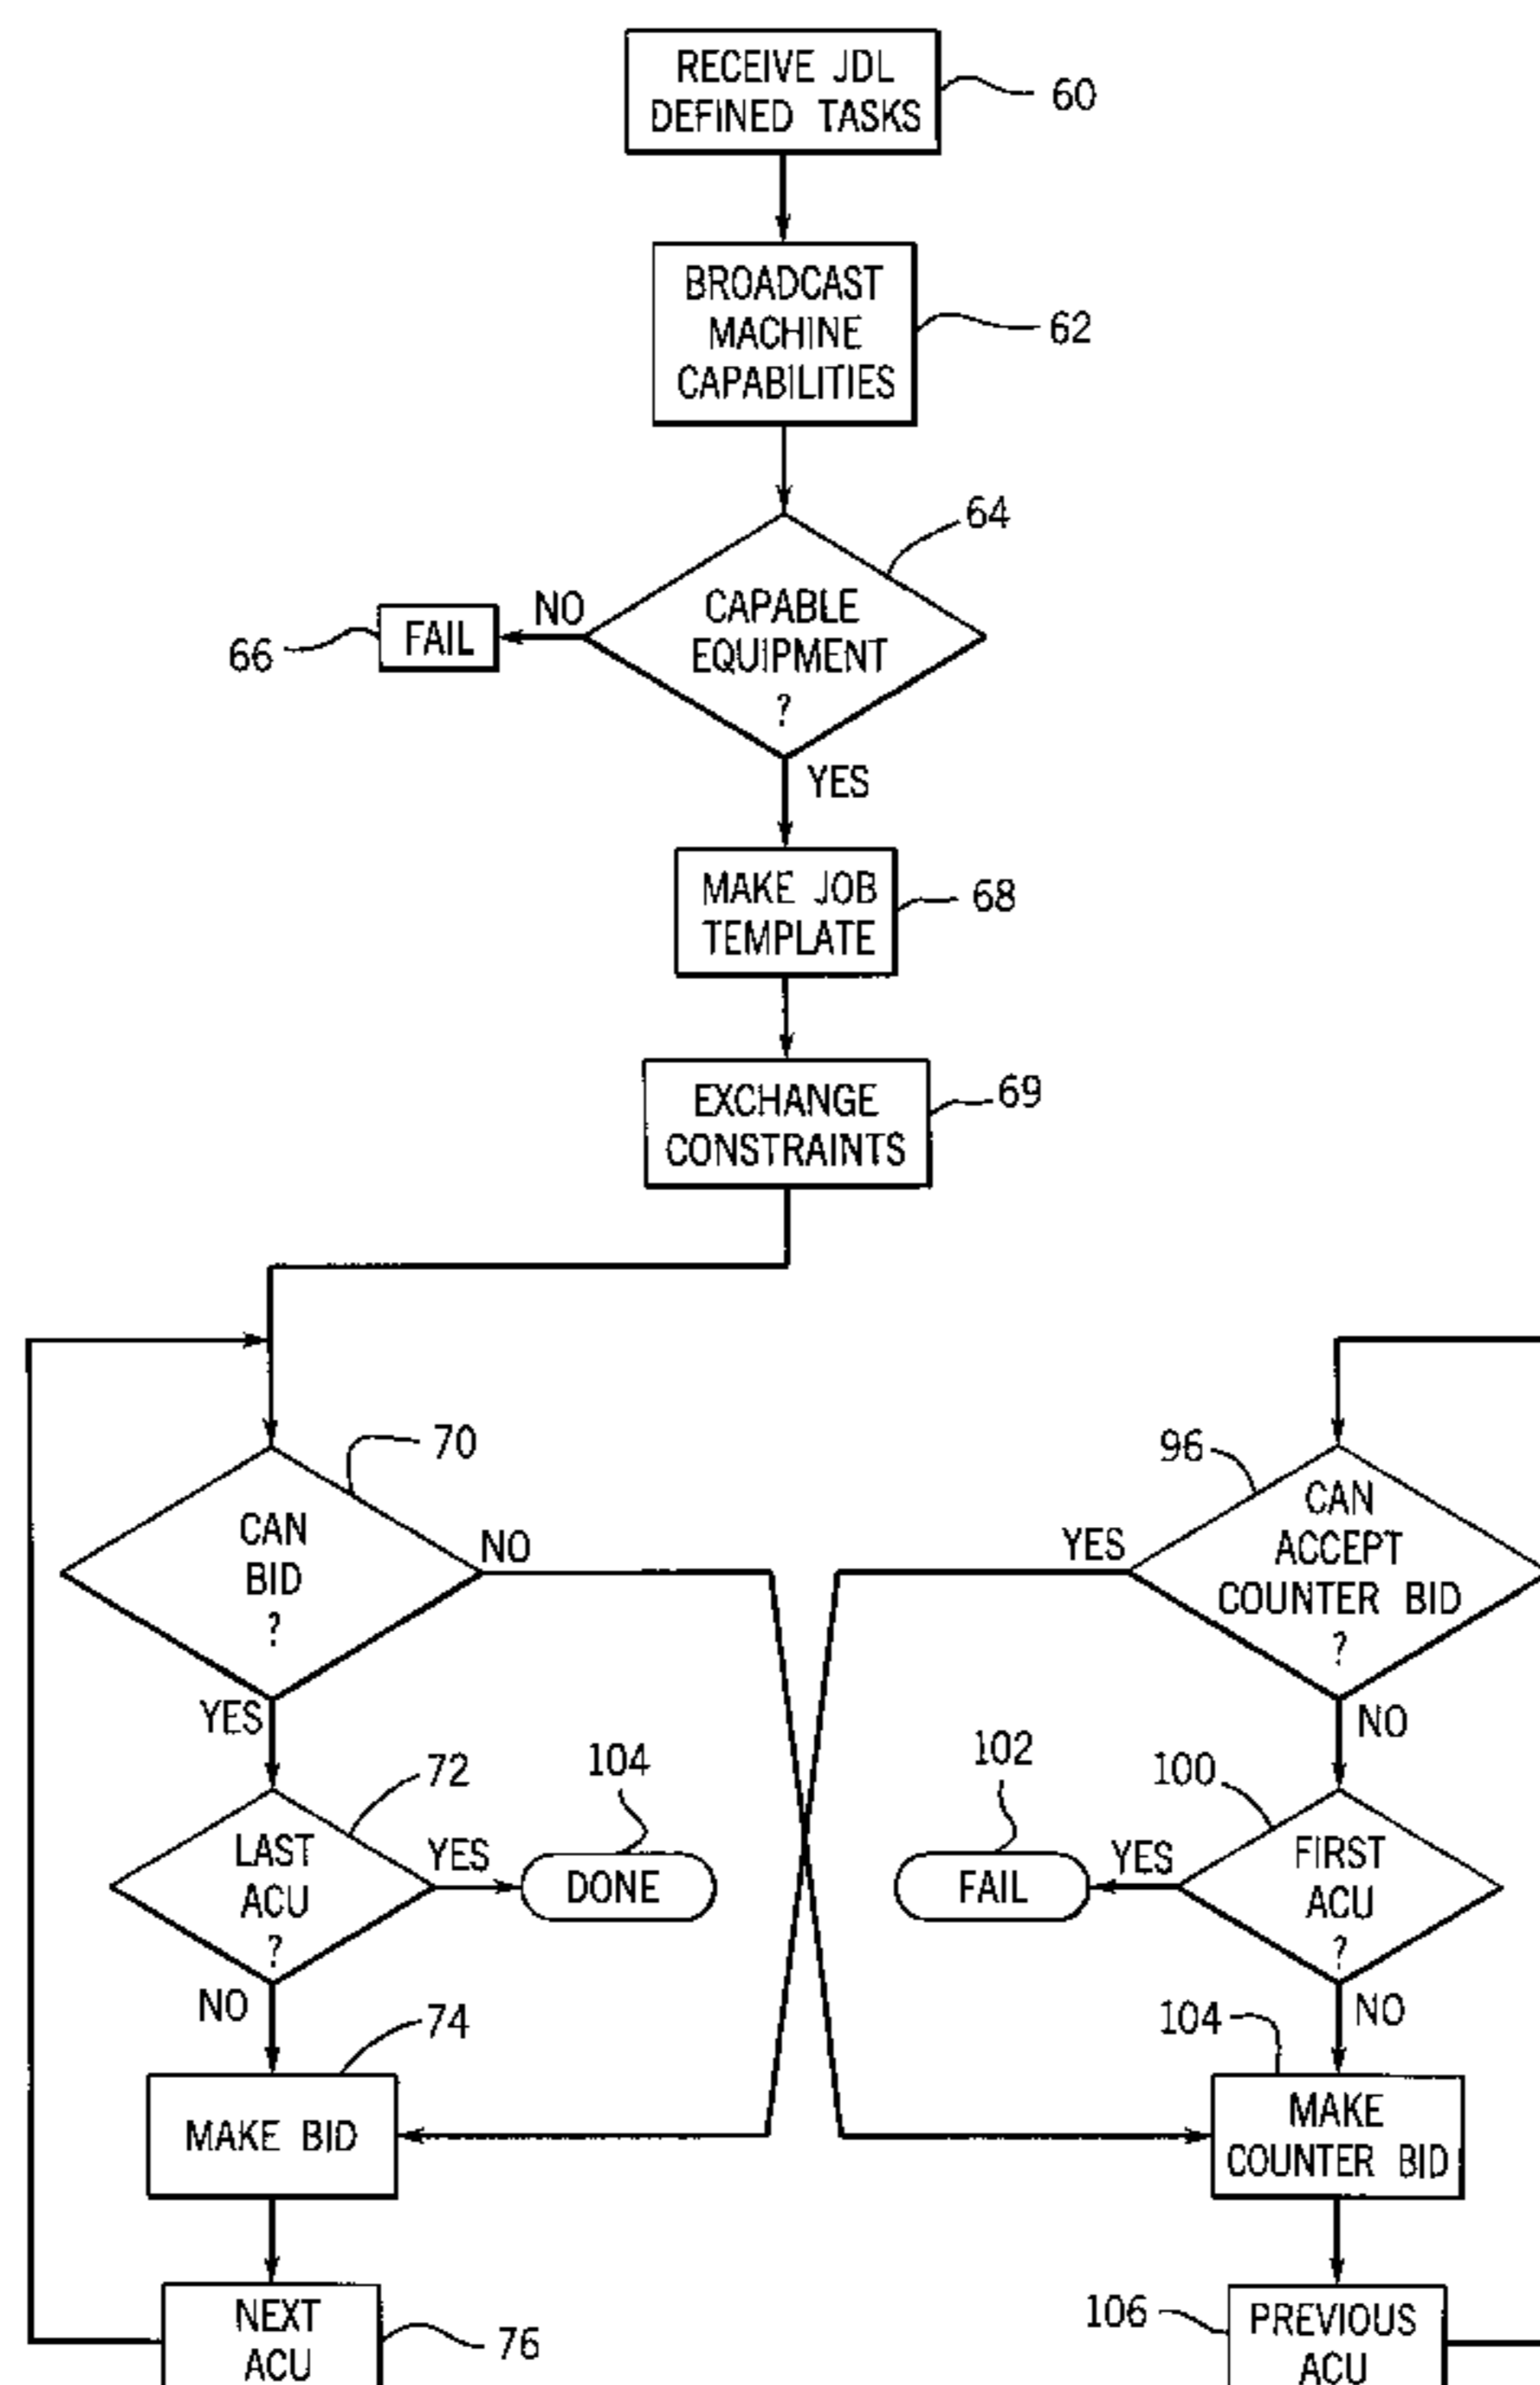 RECEIVE JDL
DEFINED TASKS
60
BROADCAST
MACHINE
CAPABILITIES
62
64
CAPABLE
EQUIPMENT
?
NO
FAIL
66
YES
MAKE JOB
TEMPLATE
68
EXCHANGE
CONSTRAINTS
69
70
CAN
BID
?
NO
YES
72
LAST
ACU
?
YES
104
DONE
NO
74
MAKE BID
NEXT
ACU
76
96
CAN
ACCEPT
COUNTER BID
?
YES
NO
100
FIRST
ACU
?
YES
102
FAIL
NO
104
MAKE
COUNTER BID
106
PREVIOUS
ACU